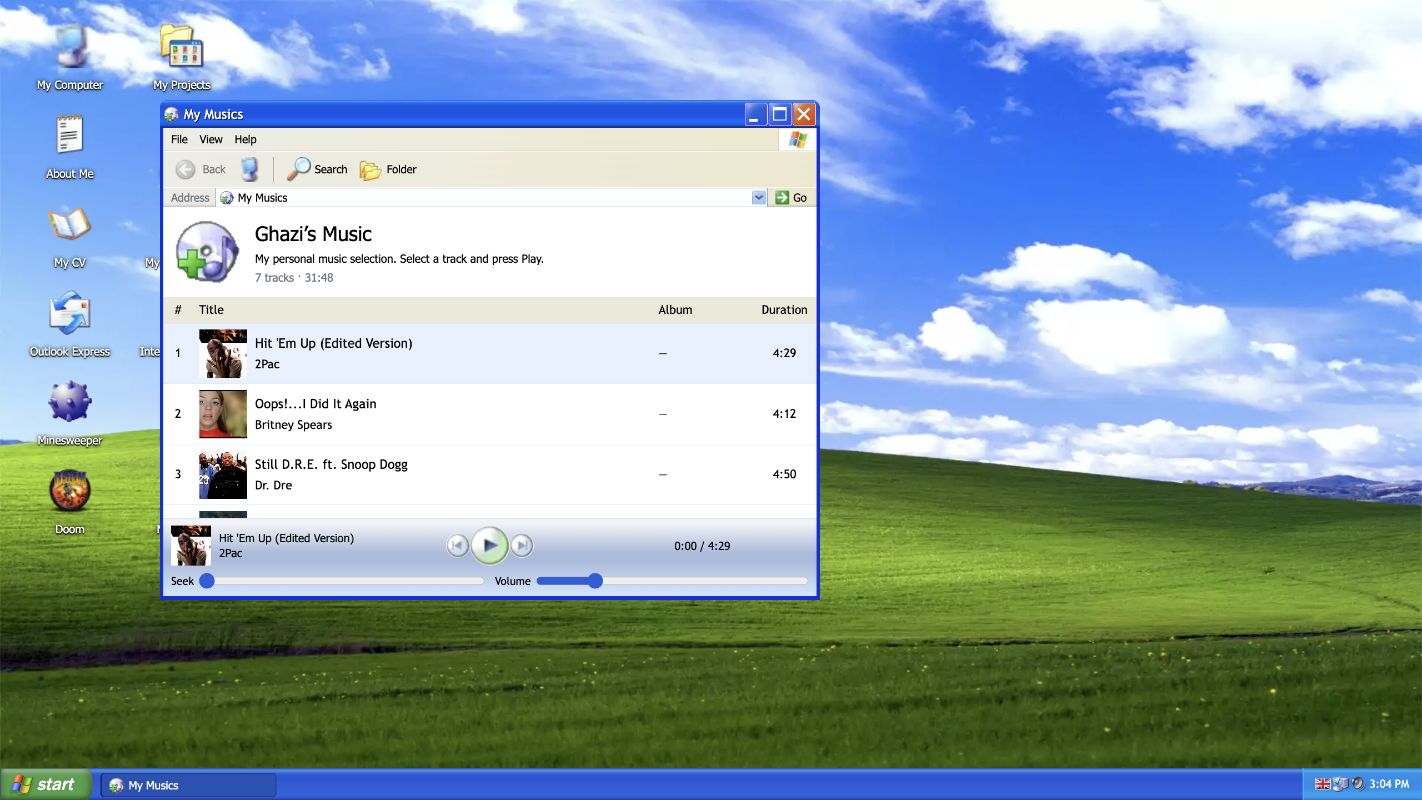 My Computer
My Projects
About Me
My CV
My
Outlook Express
Inte
Minesweeper
Doom
My Musics
File View Help
Back Search Folder
Address My Musics Go
Ghazi's Music
My personal music selection. Select a track and press Play.
7 tracks · 31:48
# Title Album Duration
1 Hit 'Em Up (Edited Version) — 4:29
2Pac
2 Oops!...I Did It Again — 4:12
Britney Spears
3 Still D.R.E. ft. Snoop Dogg — 4:50
Dr. Dre
Hit 'Em Up (Edited Version)
2Pac
0:00 / 4:29
Seek Volume
start My Musics 3:04 PM